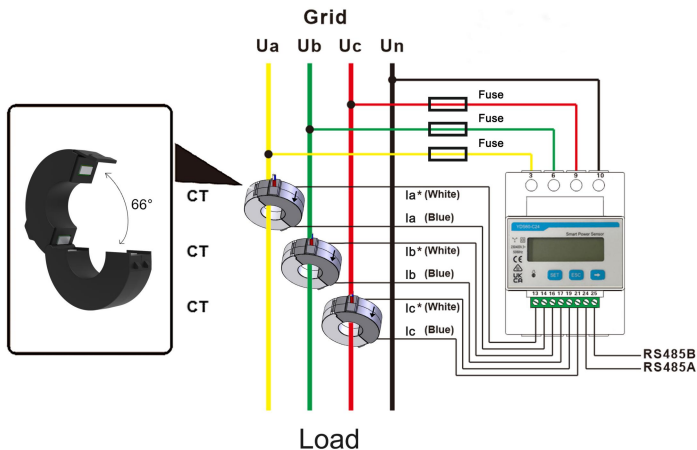 Grid
Ua Ub Uc Un
Fuse
Fuse
Fuse
3 6 9 10
66°
CT
Ia* (White)
Ia (Blue)
Smart Power Sensor
CT
Ib* (White)
Ib (Blue)
SET ESC
CT
Ic* (White)
Ic (Blue)
13 14 16 17 19 21 24 25
RS485B
RS485A
Load